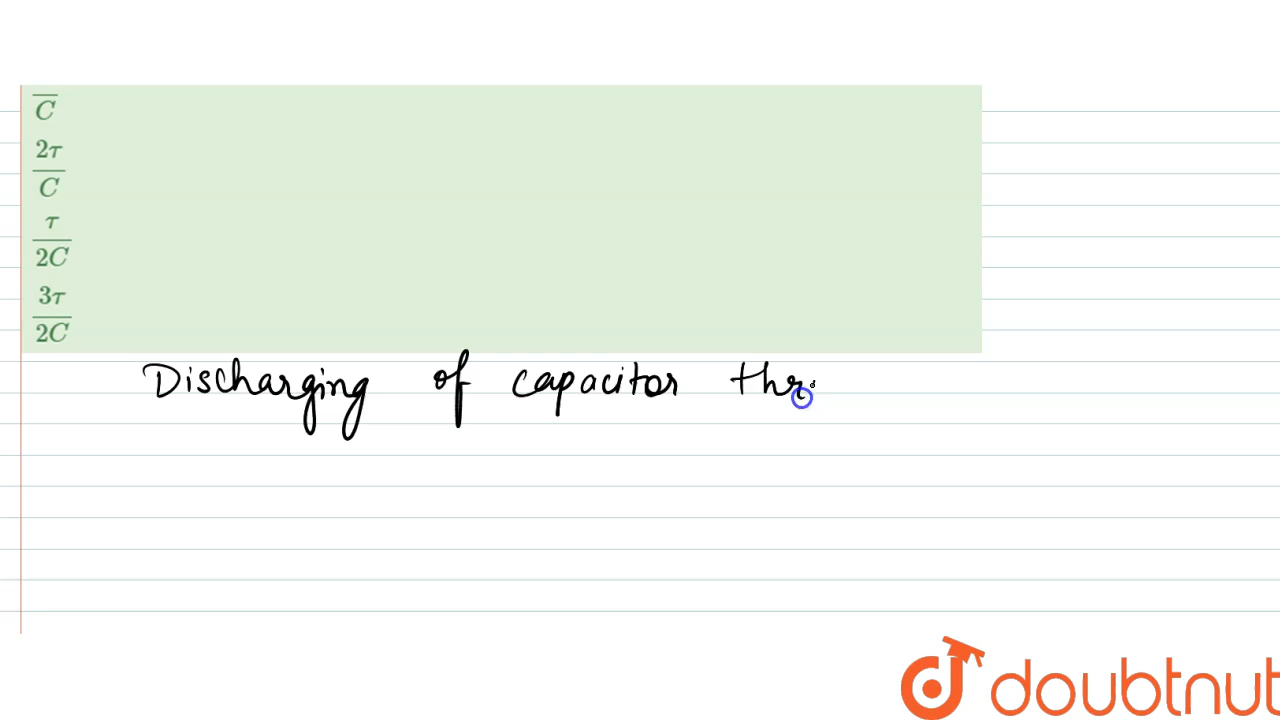 C
2τ
C
τ
2C
3τ
2C
Discharging of capacitor thr
doubtnut